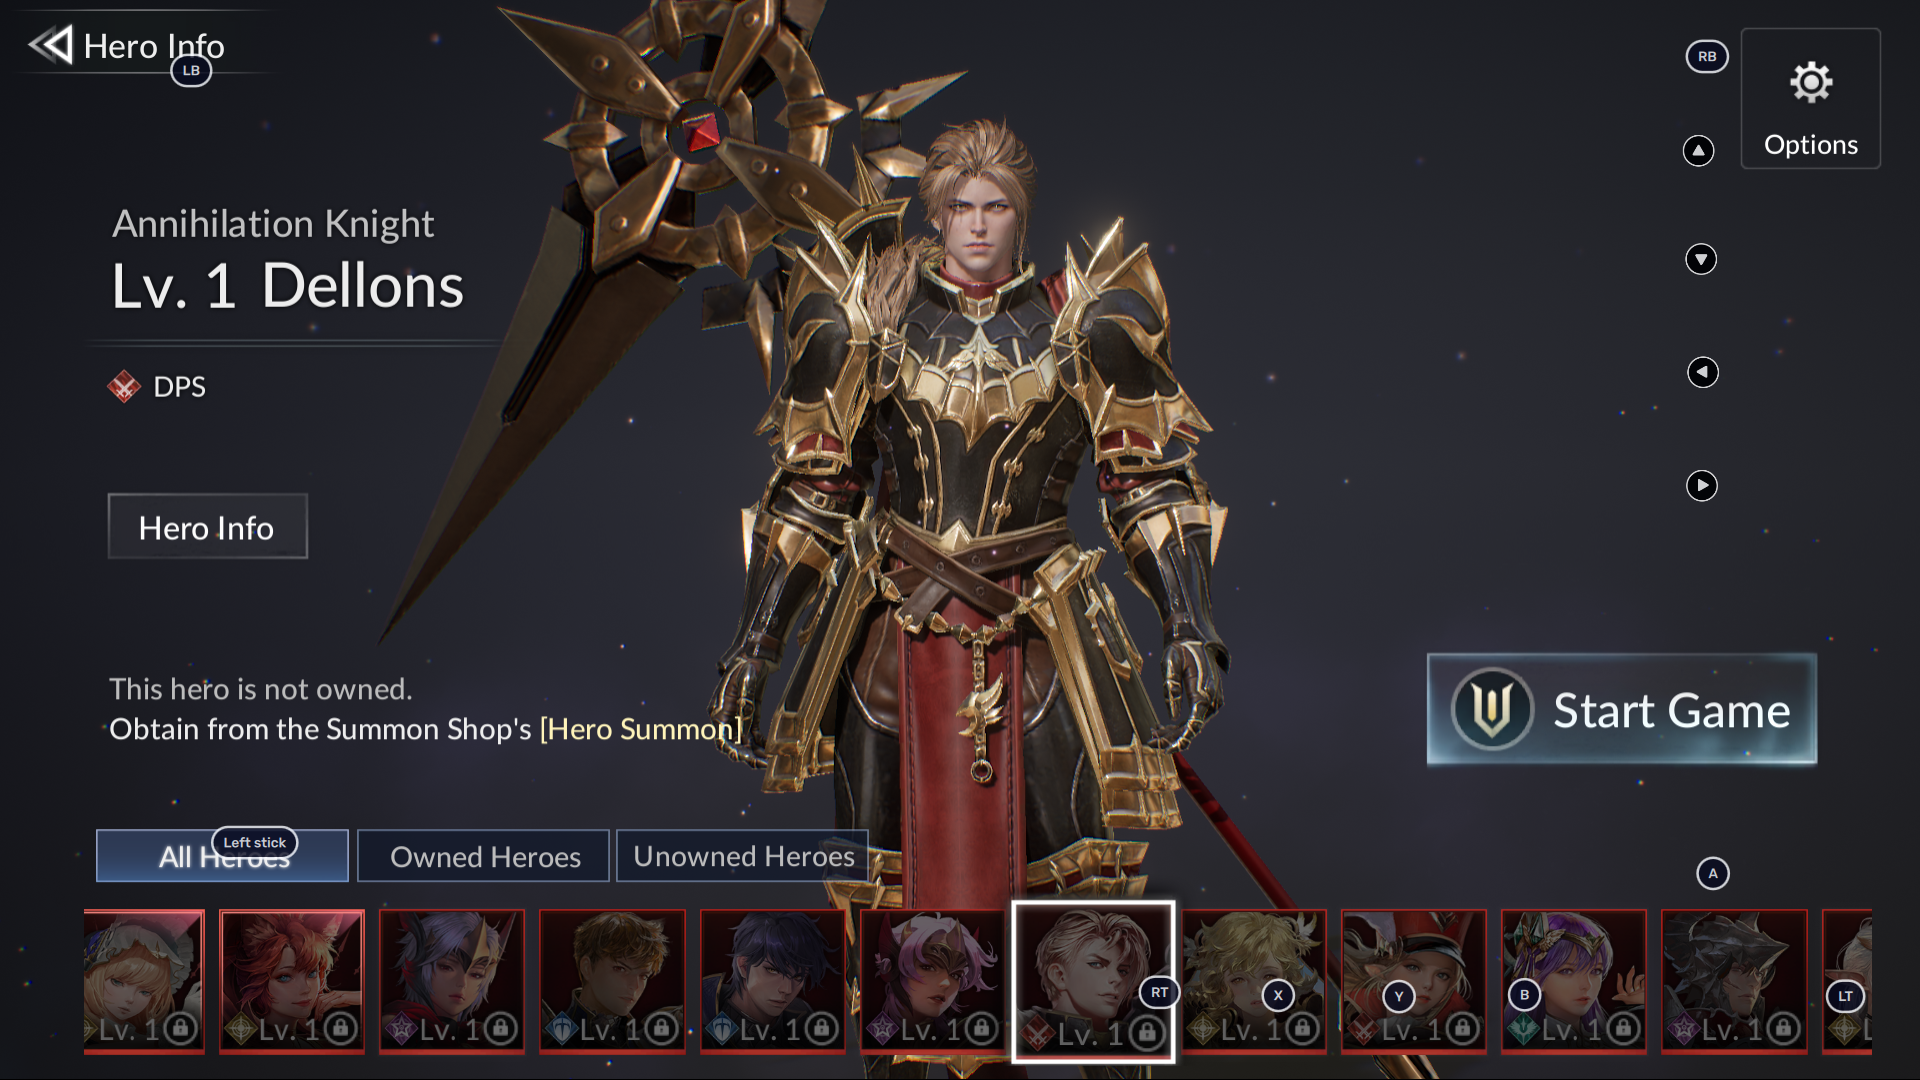 Hero Info
LB
RB
Options
Annihilation Knight
Lv. 1 Dellons
DPS
Hero Info
This hero is not owned.
Obtain from the Summon Shop's [Hero Summon]
Start Game
All Heroes
Left stick
Owned Heroes
Unowned Heroes
A
Lv. 1
Lv. 1
Lv. 1
Lv. 1
Lv. 1
Lv. 1
Lv. 1
RT
Lv. 1
X
Lv. 1
Y
Lv. 1
B
Lv. 1
LT
L